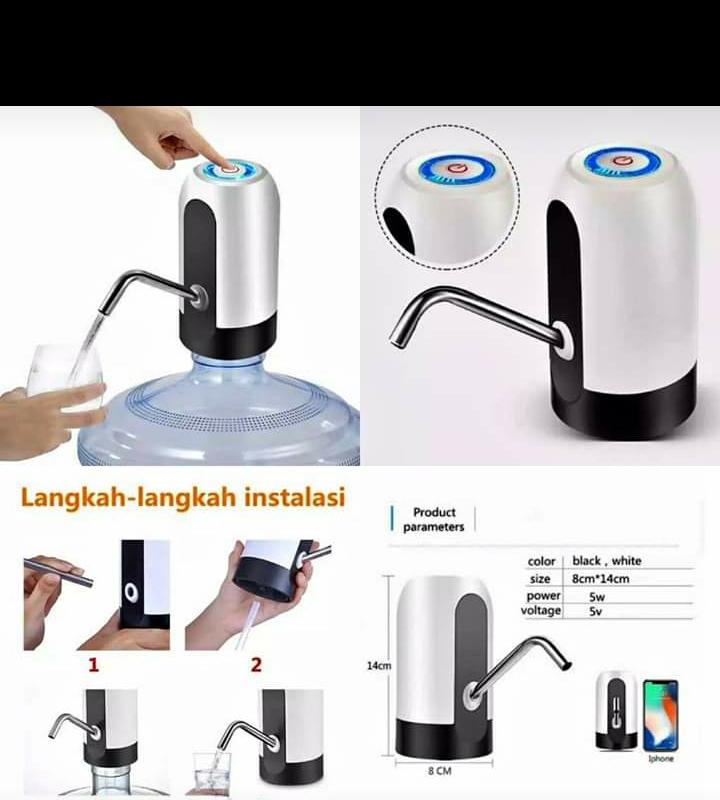 Langkah-langkah instalasi
1
2
Product
parameters
color black , white
size 8cm*14cm
power 5w
voltage 5v
14cm
8 CM
Iphone